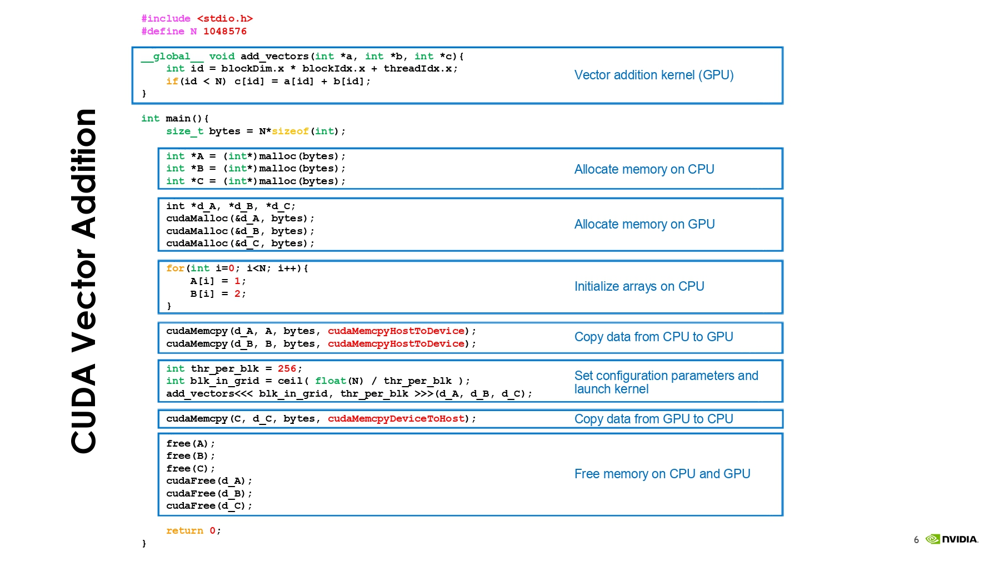 CUDA Vector Addition
#include <stdio.h>
#define N 1048576
__global__ void add_vectors(int *a, int *b, int *c){
    int id = blockDim.x * blockIdx.x + threadIdx.x;
    if(id < N) c[id] = a[id] + b[id];
}
Vector addition kernel (GPU)
int main(){
    size_t bytes = N*sizeof(int);
    int *A = (int*)malloc(bytes);
    int *B = (int*)malloc(bytes);
    int *C = (int*)malloc(bytes);
Allocate memory on CPU
    int *d_A, *d_B, *d_C;
    cudaMalloc(&d_A, bytes);
    cudaMalloc(&d_B, bytes);
    cudaMalloc(&d_C, bytes);
Allocate memory on GPU
    for(int i=0; i<N; i++){
        A[i] = 1;
        B[i] = 2;
    }
Initialize arrays on CPU
    cudaMemcpy(d_A, A, bytes, cudaMemcpyHostToDevice);
    cudaMemcpy(d_B, B, bytes, cudaMemcpyHostToDevice);
Copy data from CPU to GPU
    int thr_per_blk = 256;
    int blk_in_grid = ceil( float(N) / thr_per_blk );
    add_vectors<<< blk_in_grid, thr_per_blk >>>(d_A, d_B, d_C);
Set configuration parameters and
launch kernel
    cudaMemcpy(C, d_C, bytes, cudaMemcpyDeviceToHost);
Copy data from GPU to CPU
    free(A);
    free(B);
    free(C);
    cudaFree(d_A);
    cudaFree(d_B);
    cudaFree(d_C);
Free memory on CPU and GPU
    return 0;
}
6
NVIDIA.